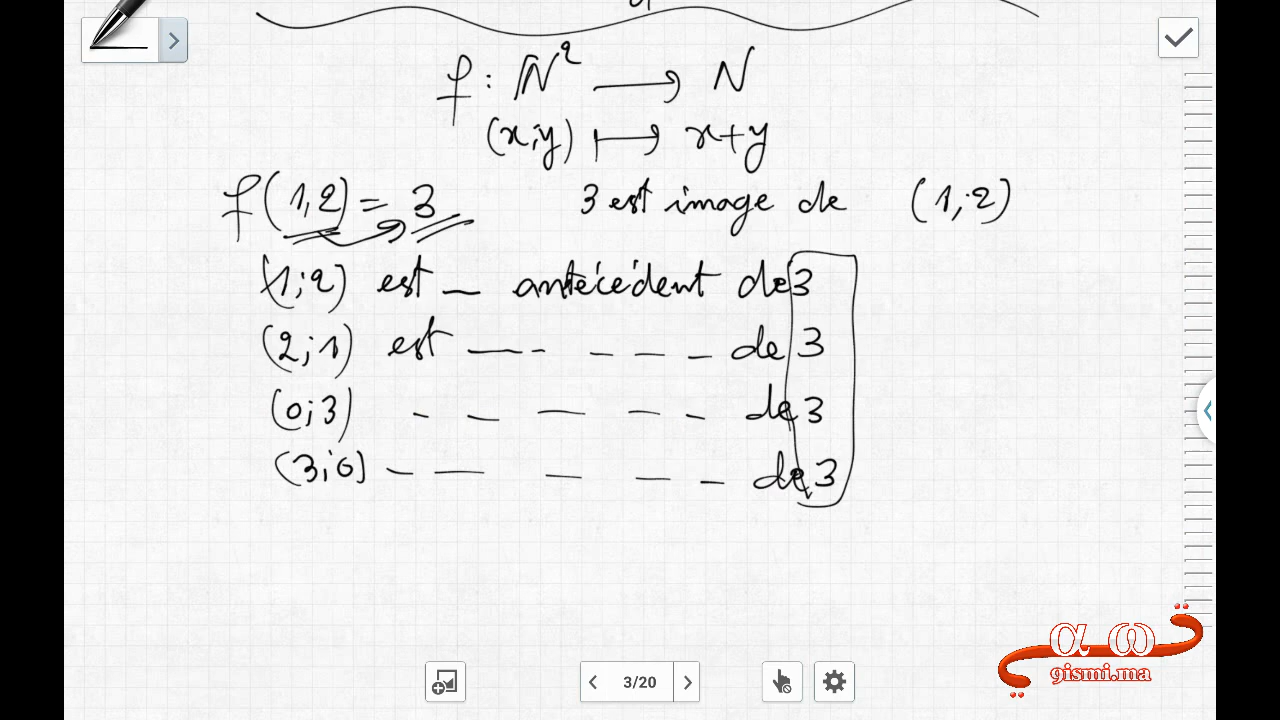 f : ℕ² ⟶ ℕ
(x;y) ⟼ x+y
f(1,2) = 3 3 est image de (1;2)
(1;2) est — antécédent de 3
(2;1) est — - - - - de 3
(0;3) - - — - - de 3
(3;0) - — - - - de 3
α ω
9ismi.ma
3/20